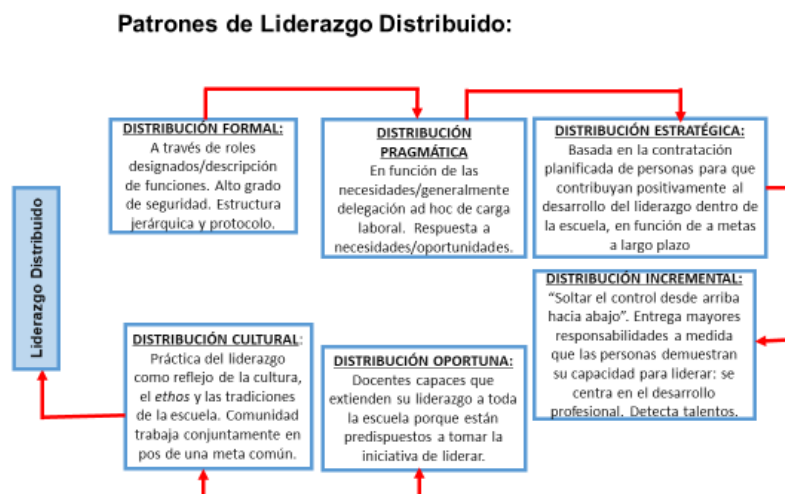 Patrones de Liderazgo Distribuido:
DISTRIBUCIÓN FORMAL:
A través de roles
designados/descripción
de funciones. Alto grado
de seguridad. Estructura
jerárquica y protocolo.
DISTRIBUCIÓN
PRAGMÁTICA
En función de las
necesidades/generalmente
delegación ad hoc de carga
laboral. Respuesta a
necesidades/oportunidades.
DISTRIBUCIÓN ESTRATÉGICA:
Basada en la contratación
planificada de personas para que
contribuyan positivamente al
desarrollo del liderazgo dentro de
la escuela, en función de a metas
a largo plazo
DISTRIBUCIÓN INCREMENTAL:
“Soltar el control desde arriba
hacia abajo”. Entrega mayores
responsabilidades a medida
que las personas demuestran
su capacidad para liderar: se
centra en el desarrollo
profesional. Detecta talentos.
DISTRIBUCIÓN OPORTUNA:
Docentes capaces que
extienden su liderazgo a toda
la escuela porque están
predispuestos a tomar la
iniciativa de liderar.
DISTRIBUCIÓN CULTURAL:
Práctica del liderazgo
como reflejo de la cultura,
el ethos y las tradiciones
de la escuela. Comunidad
trabaja conjuntamente en
pos de una meta común.
Liderazgo Distribuido